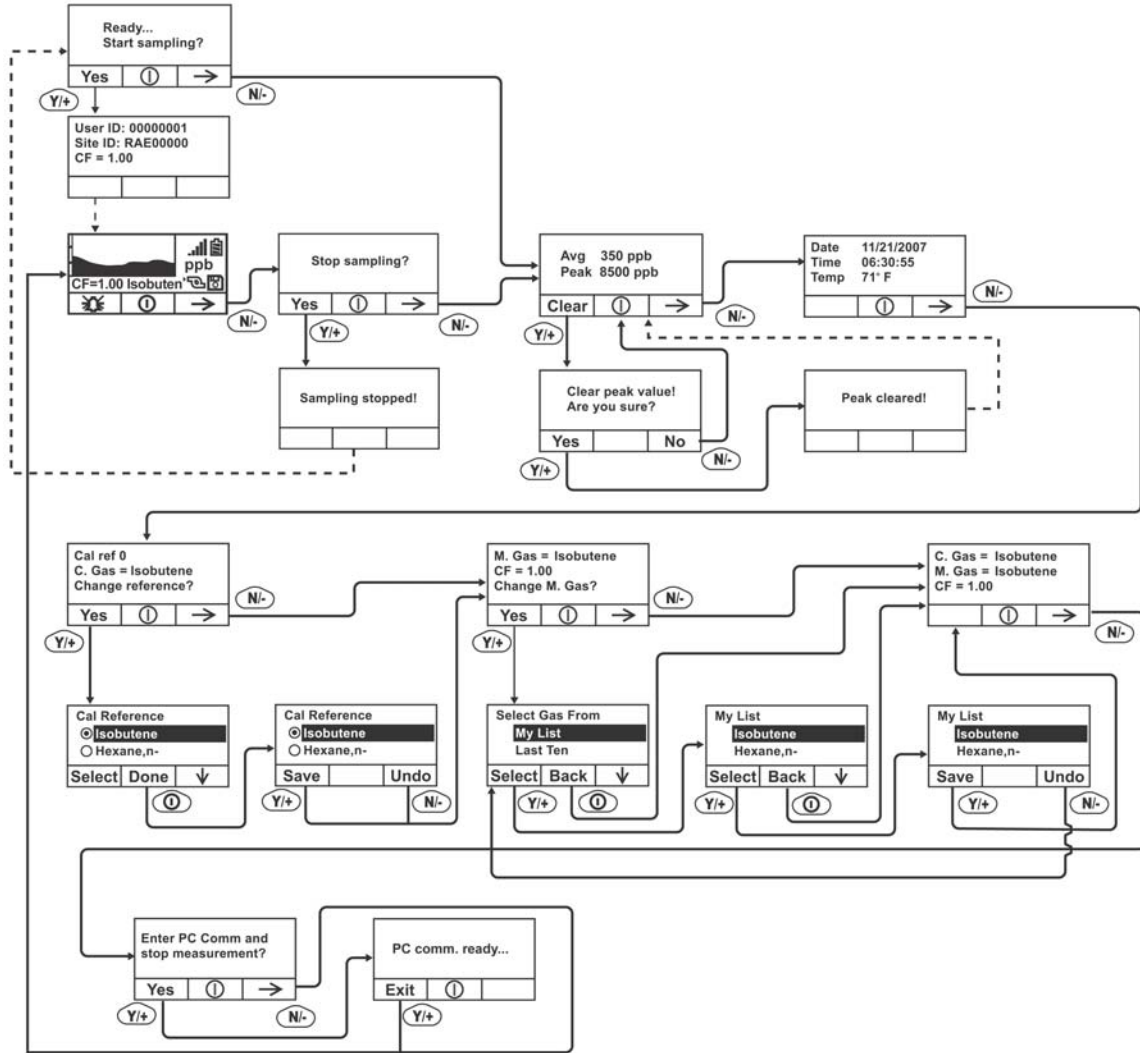 Ready...
Start sampling?
Yes
Y/+
N/-
User ID: 00000001
Site ID: RAE00000
CF = 1.00
ppb
CF=1.00 Isobuten'
N/-
Stop sampling?
Yes
Y/+
N/-
Sampling stopped!
Avg 350 ppb
Peak 8500 ppb
Clear
Y/+
N/-
Date 11/21/2007
Time 06:30:55
Temp 71° F
N/-
Clear peak value!
Are you sure?
Yes No
Y/+
N/-
Peak cleared!
Cal ref 0
C. Gas = Isobutene
Change reference?
Yes
Y/+
N/-
M. Gas = Isobutene
CF = 1.00
Change M. Gas?
Yes
Y/+
N/-
C. Gas = Isobutene
M. Gas = Isobutene
CF = 1.00
N/-
Cal Reference
Isobutene
Hexane,n-
Select Done
Cal Reference
Isobutene
Hexane,n-
Save Undo
Y/+
N/-
Select Gas From
My List
Last Ten
Select Back
Y/+
My List
Isobutene
Hexane,n-
Select Back
Y/+
My List
Isobutene
Hexane,n-
Save Undo
Y/+
N/-
Enter PC Comm and
stop measurement?
Yes
Y/+
N/-
PC comm. ready...
Exit
Y/+